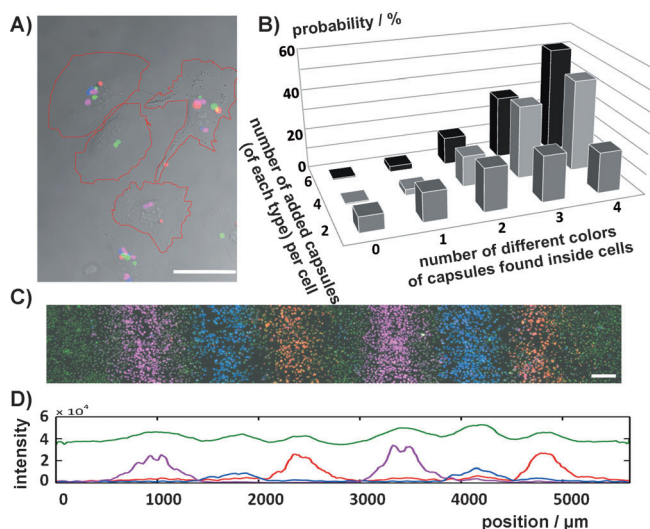 A)
B)
probability / %
60
40
20
0
6
4
2
number of added capsules
(of each type) per cell
0
1
2
3
4
number of different colors
of capsules found inside cells
C)
D)
6 × 10⁴
4
2
0
intensity
0
1000
2000
3000
4000
5000
position / μm